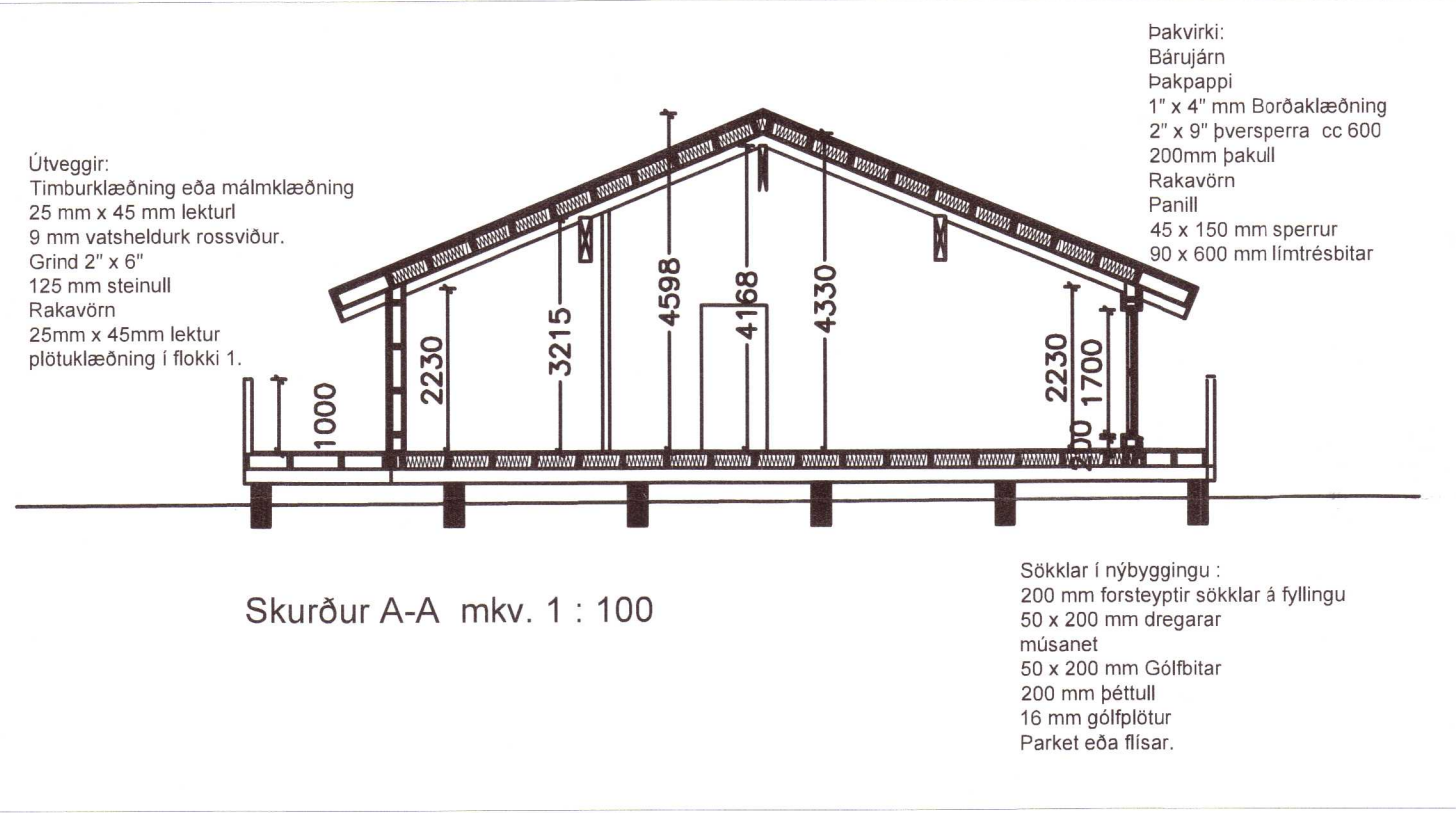 Þakvirki:
Bárujárn
Þakpappi
1" x 4" mm Borðaklæðning
2" x 9" þversperra cc 600
200mm þakull
Rakavörn
Panill
45 x 150 mm sperrur
90 x 600 mm límtrésbitar
Útveggir:
Timburklæðning eða málmklæðning
25 mm x 45 mm lekturl
9 mm vatsheldurk rossviður.
Grind 2" x 6"
125 mm steinull
Rakavörn
25mm x 45mm lektur
plötuklæðning í flokki 1.
1000
2230
3215
4598
4168
4330
2230
1700
Skurður A-A mkv. 1 : 100
Sökklar í nýbyggingu :
200 mm forsteyptir sökklar á fyllingu
50 x 200 mm dregarar
músanet
50 x 200 mm Gólfbitar
200 mm þéttull
16 mm gólfplötur
Parket eða flísar.